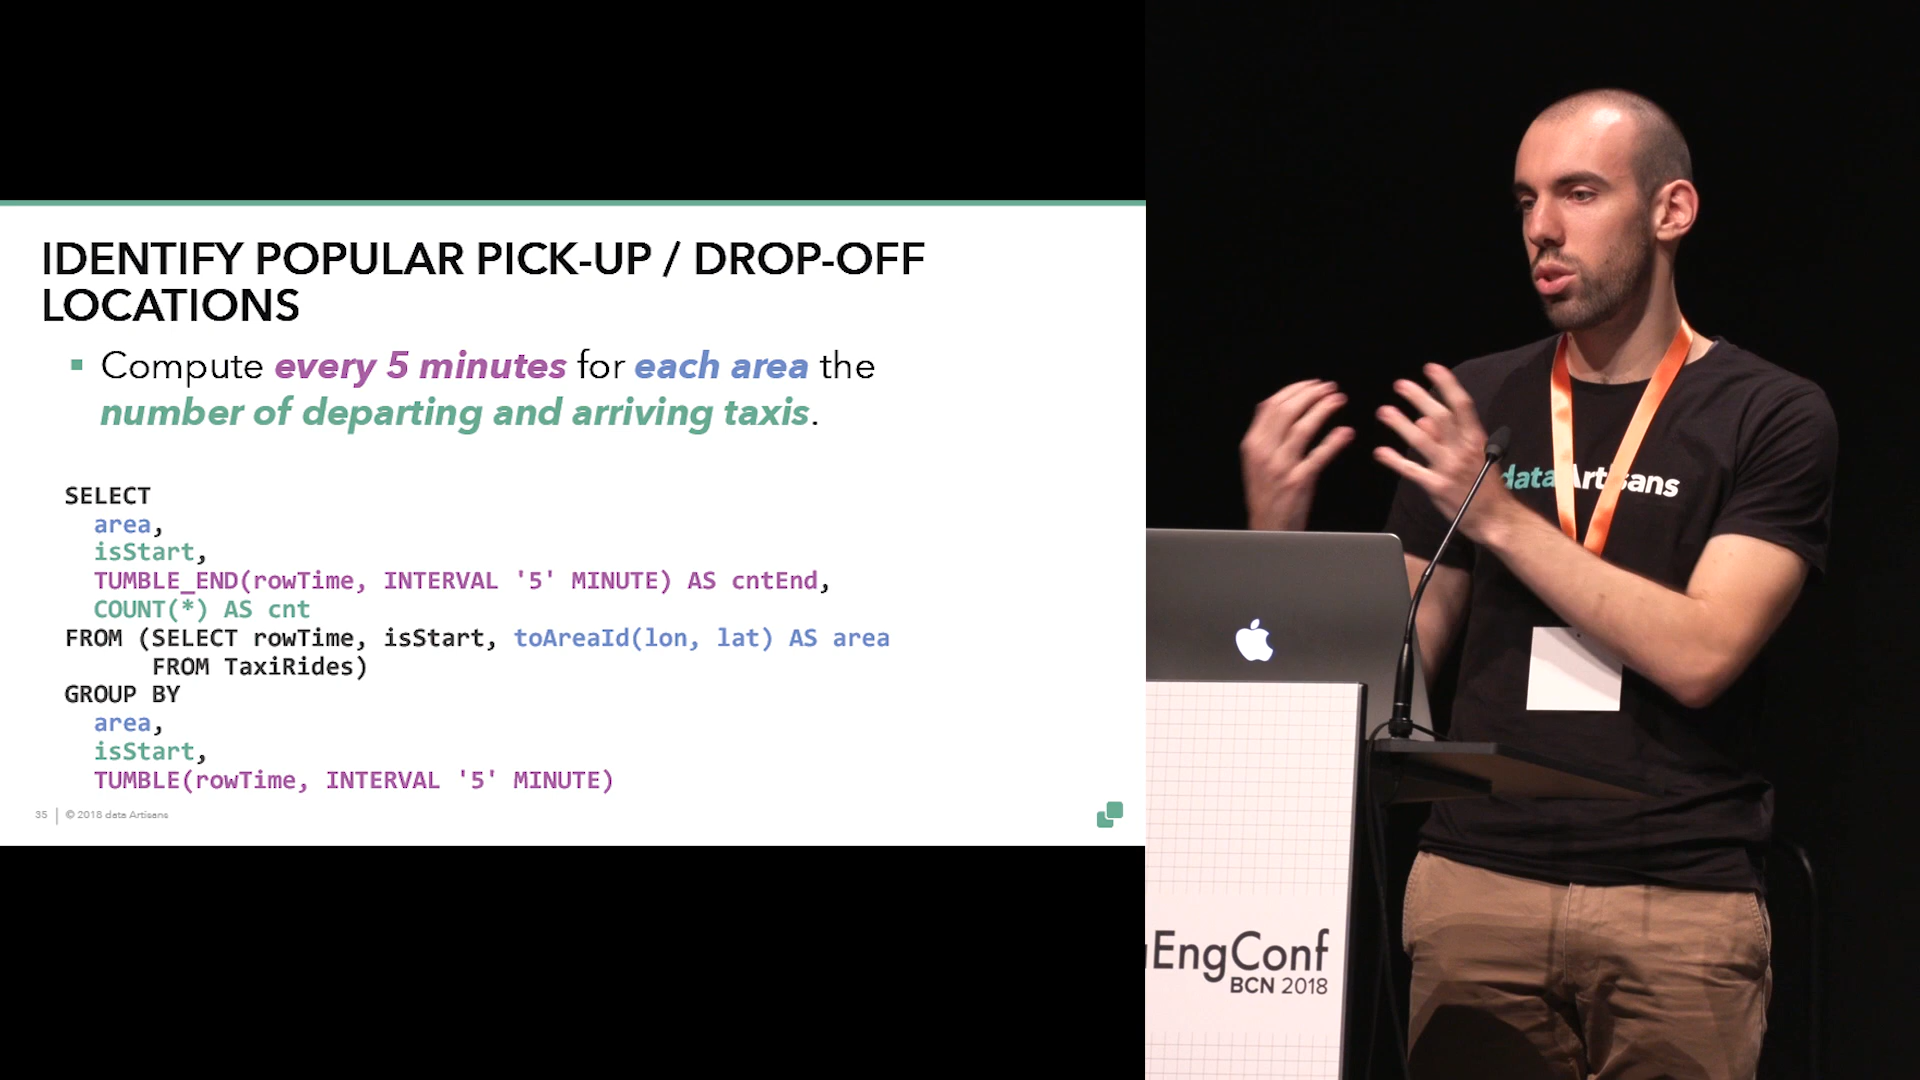 IDENTIFY POPULAR PICK-UP / DROP-OFF
LOCATIONS
▪ Compute every 5 minutes for each area the
number of departing and arriving taxis.
SELECT
area,
isStart,
TUMBLE_END(rowTime, INTERVAL '5' MINUTE) AS cntEnd,
COUNT(*) AS cnt
FROM (SELECT rowTime, isStart, toAreaId(lon, lat) AS area
FROM TaxiRides)
GROUP BY
area,
isStart,
TUMBLE(rowTime, INTERVAL '5' MINUTE)
35 | © 2018 data Artisans
dataArtisans
EngConf
BCN 2018